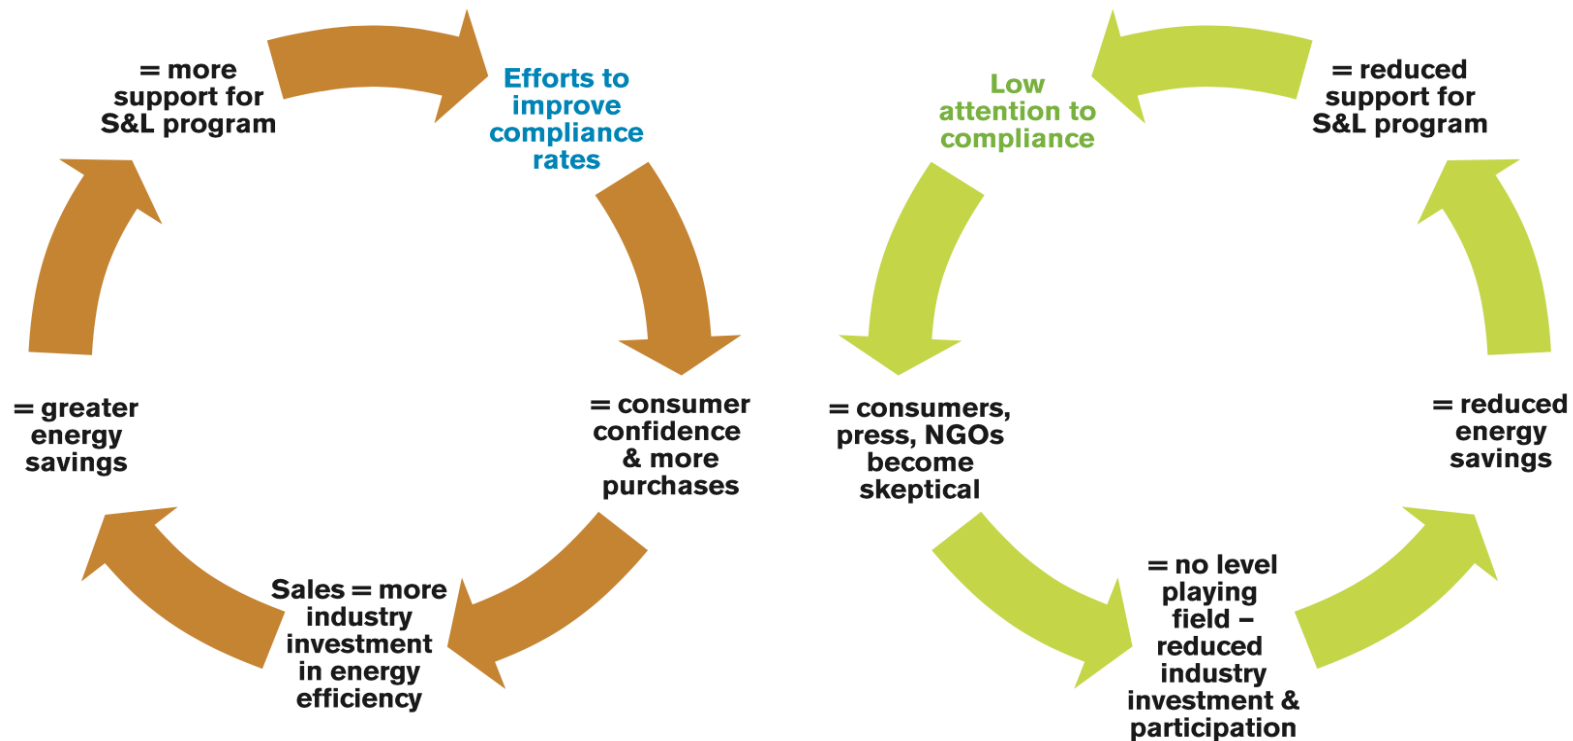 = more
support for
S&L program
Efforts to
improve
compliance
rates
= consumer
confidence
& more
purchases
Sales = more
industry
investment
in energy
efficiency
= greater
energy
savings
Low
attention to
compliance
= consumers,
press, NGOs
become
skeptical
= no level
playing
field –
reduced
industry
investment &
participation
= reduced
energy
savings
= reduced
support for
S&L program